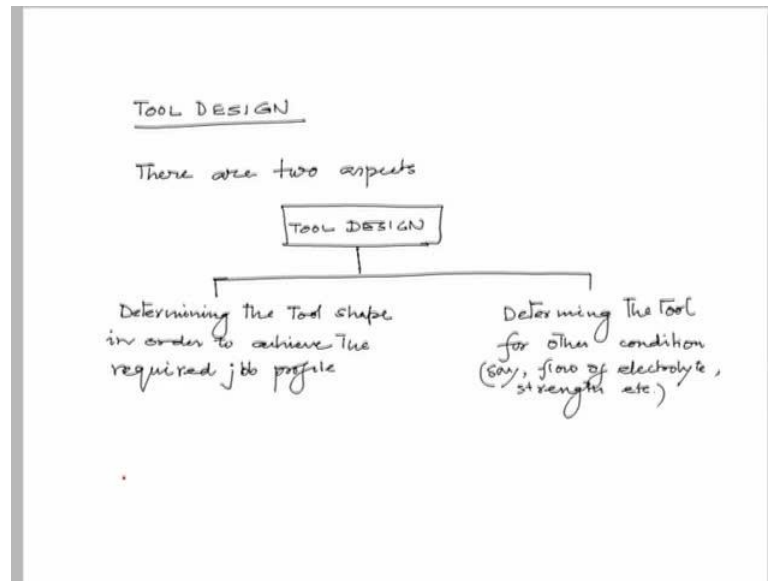 TOOL DESIGN
There are two aspects
TOOL DESIGN
Determining the Tool shape
in order to achieve the
required job profile
Determing the Tool
for other condition
(say, flow of electrolyte,
strength etc.)